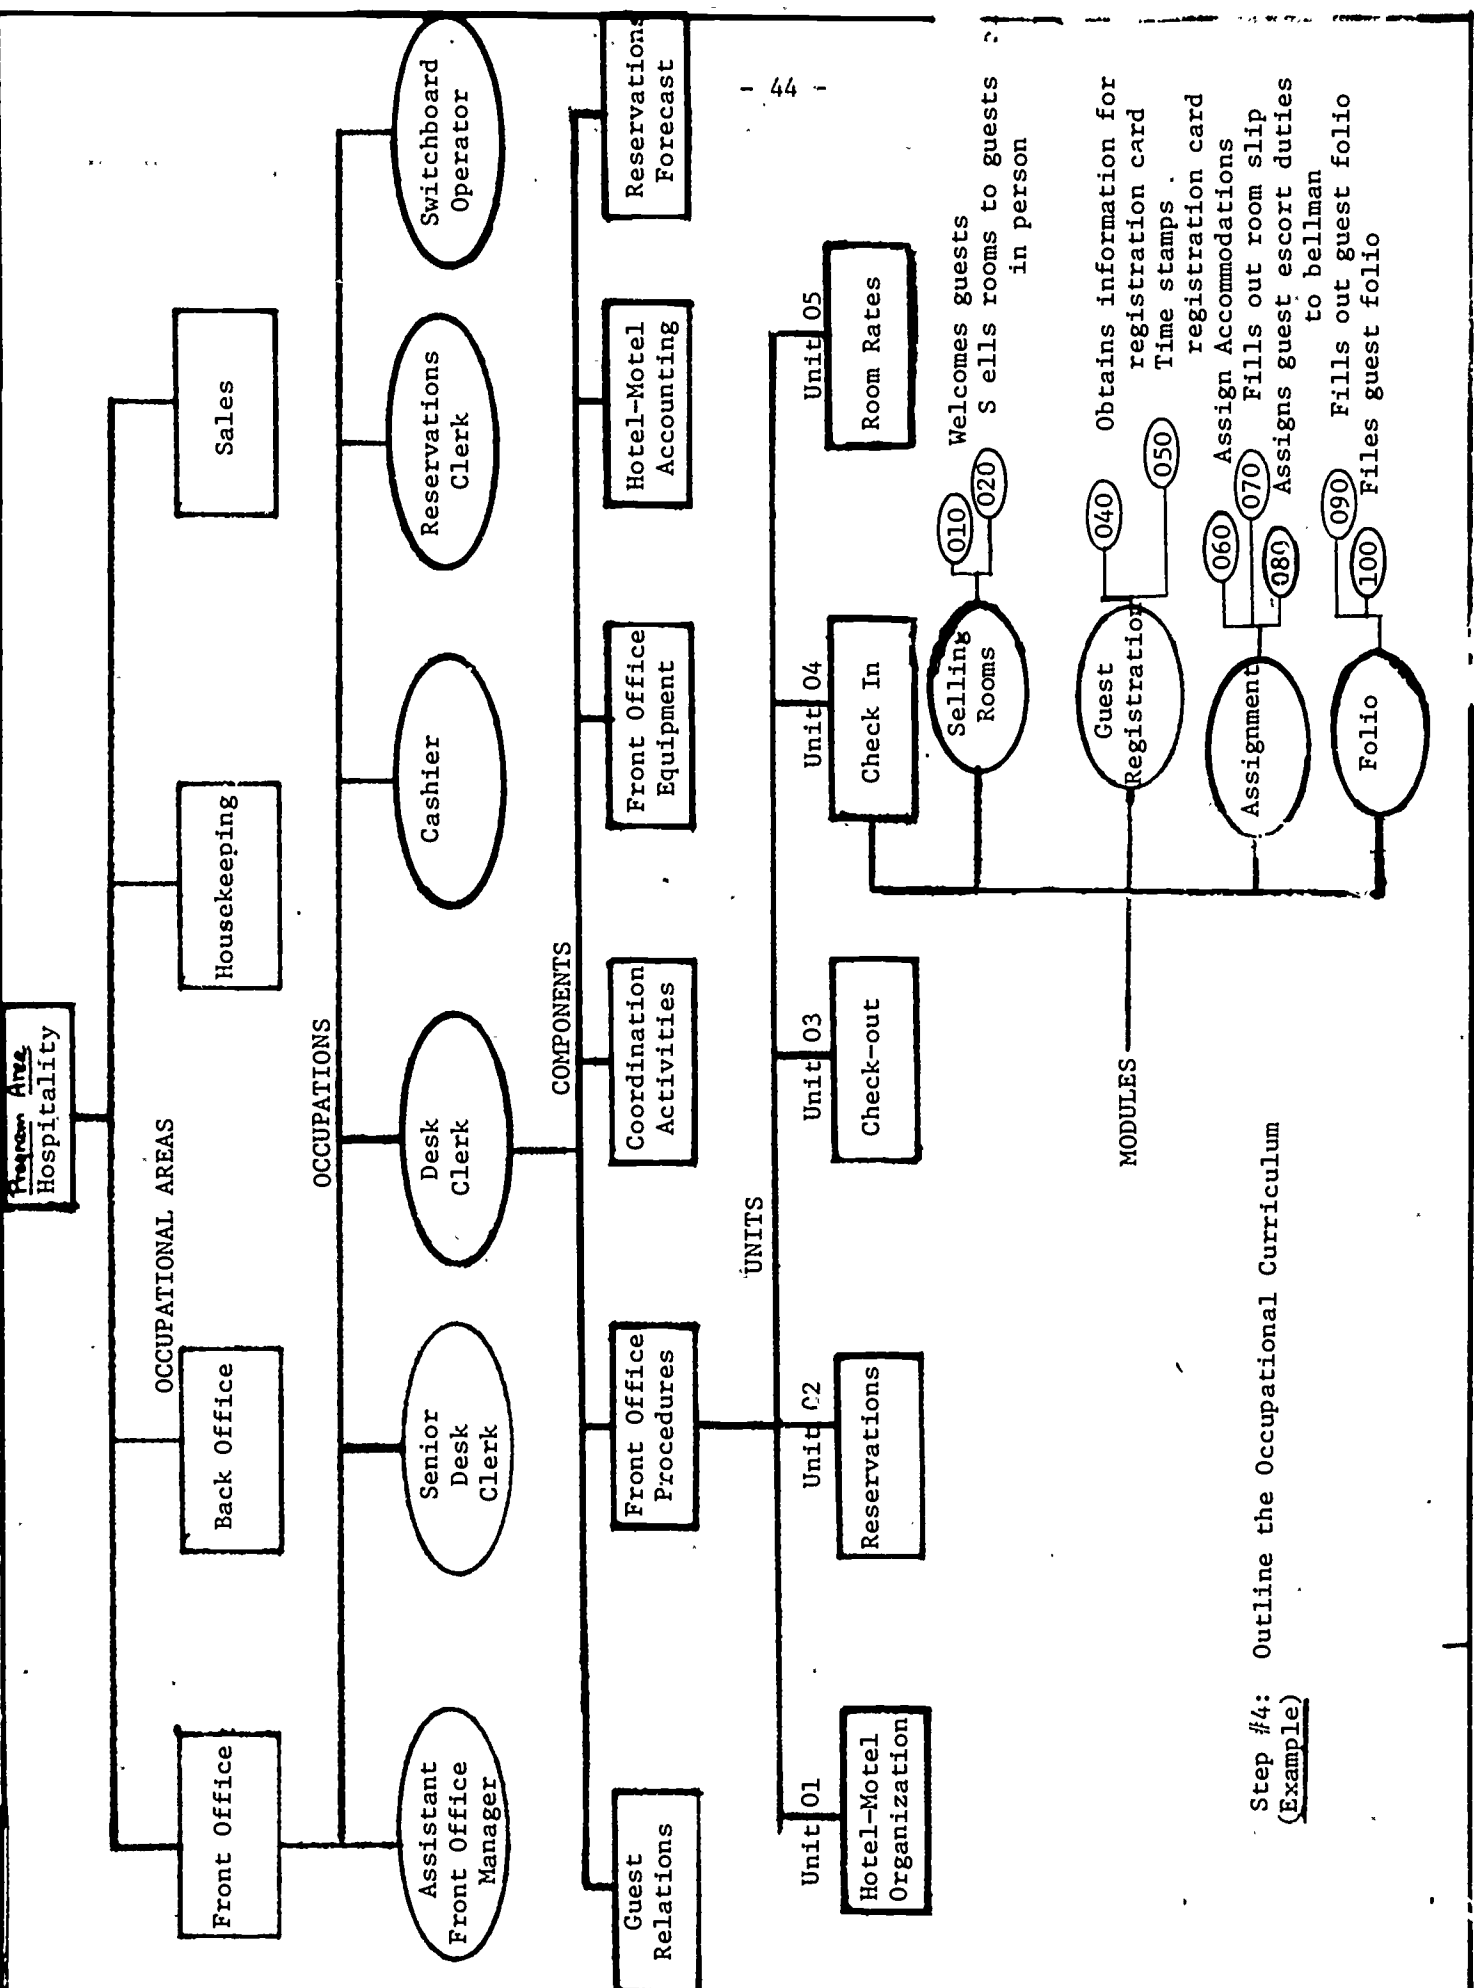 - 44 -
Program Area
Hospitality
OCCUPATIONAL AREAS
Front Office
Back Office
Housekeeping
Sales
OCCUPATIONS
Assistant
Front Office
Manager
Senior
Desk
Clerk
Desk
Clerk
Cashier
Reservations
Clerk
Switchboard
Operator
COMPONENTS
Guest
Relations
Front Office
Procedures
Coordination
Activities
Front Office
Equipment
Hotel-Motel
Accounting
Reservations
Forecast
UNITS
Unit 01
Hotel-Motel
Organization
Unit 02
Reservations
Unit 03
Check-out
Unit 04
Check In
Unit 05
Room Rates
MODULES
Selling
Rooms
010 Welcomes guests
020 S ells rooms to guests
in person
Guest
Registration
040 Obtains information for
registration card
050 Time stamps
registration card
Assignment
060 Assign Accommodations
070 Fills out room slip
080 Assigns guest escort duties
to bellman
Folio
090 Fills out guest folio
100 Files guest folio
Step #4: Outline the Occupational Curriculum
(Example)